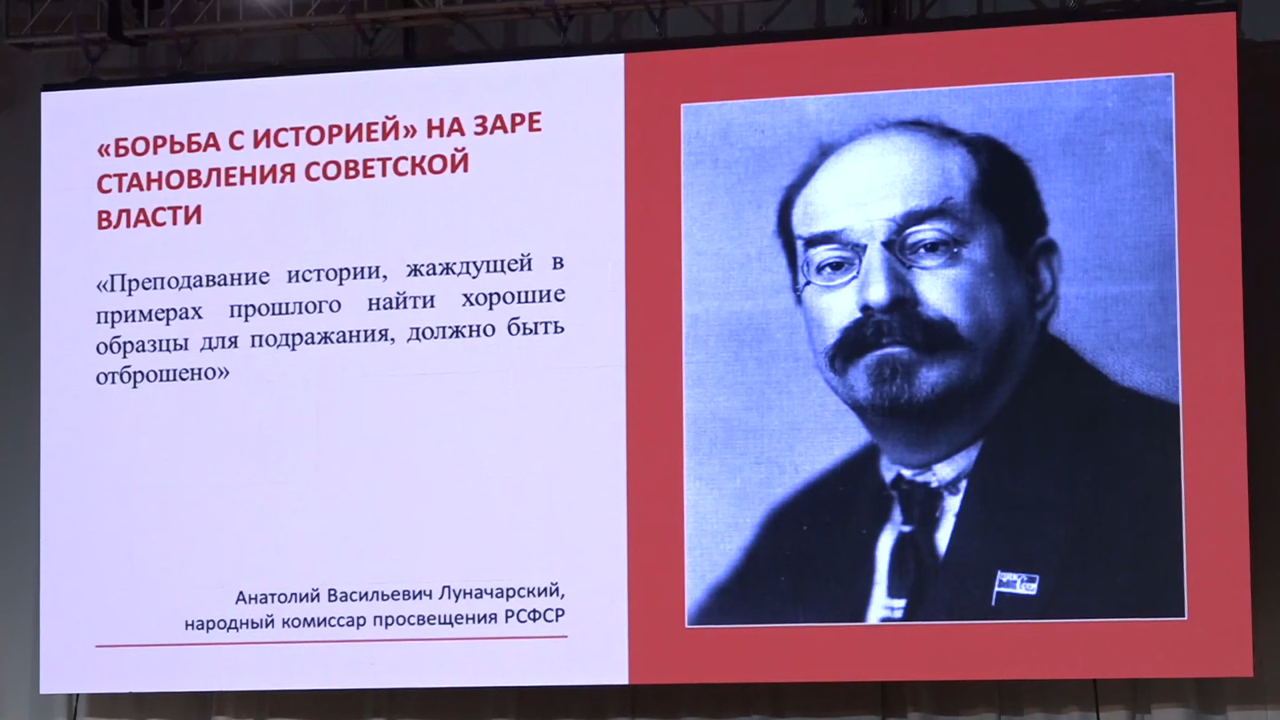 «БОРЬБА С ИСТОРИЕЙ» НА ЗАРЕ
СТАНОВЛЕНИЯ СОВЕТСКОЙ
ВЛАСТИ
«Преподавание истории, жаждущей в
примерах прошлого найти хорошие
образцы для подражания, должно быть
отброшено»
Анатолий Васильевич Луначарский,
народный комиссар просвещения РСФСР